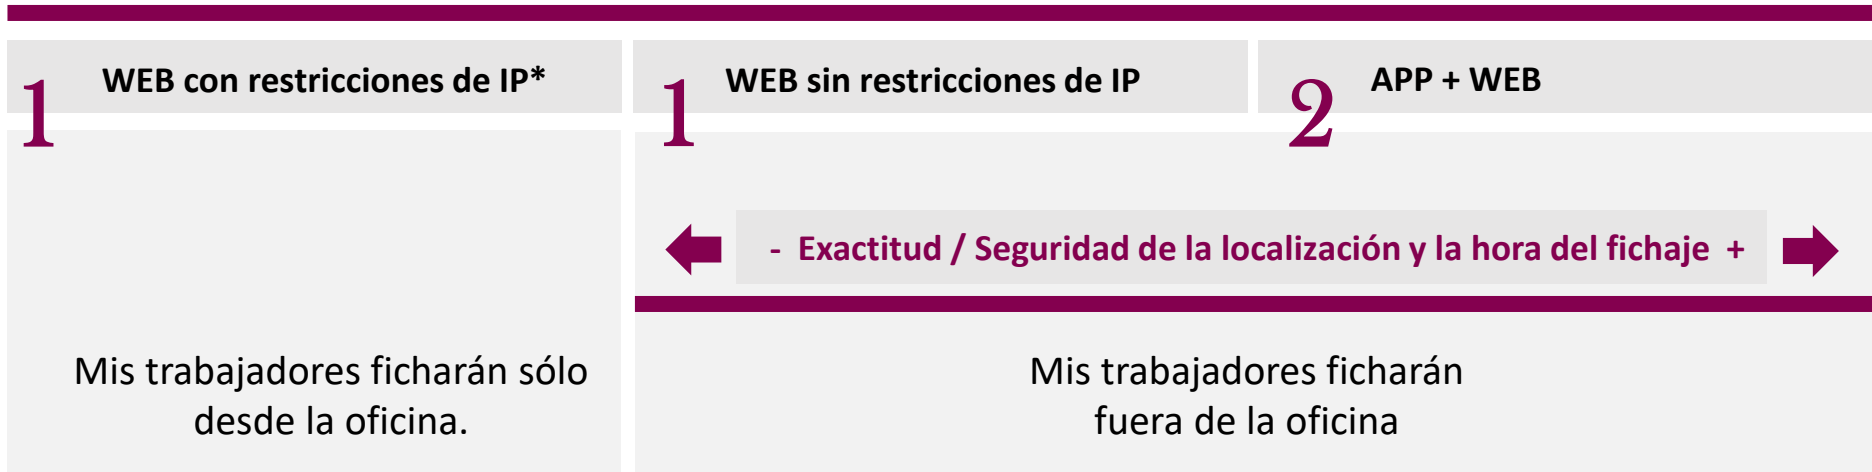 1
WEB con restricciones de IP*
1
WEB sin restricciones de IP
2
APP + WEB
- Exactitud / Seguridad de la localización y la hora del fichaje +
Mis trabajadores ficharán sólo
desde la oficina.
Mis trabajadores ficharán
fuera de la oficina